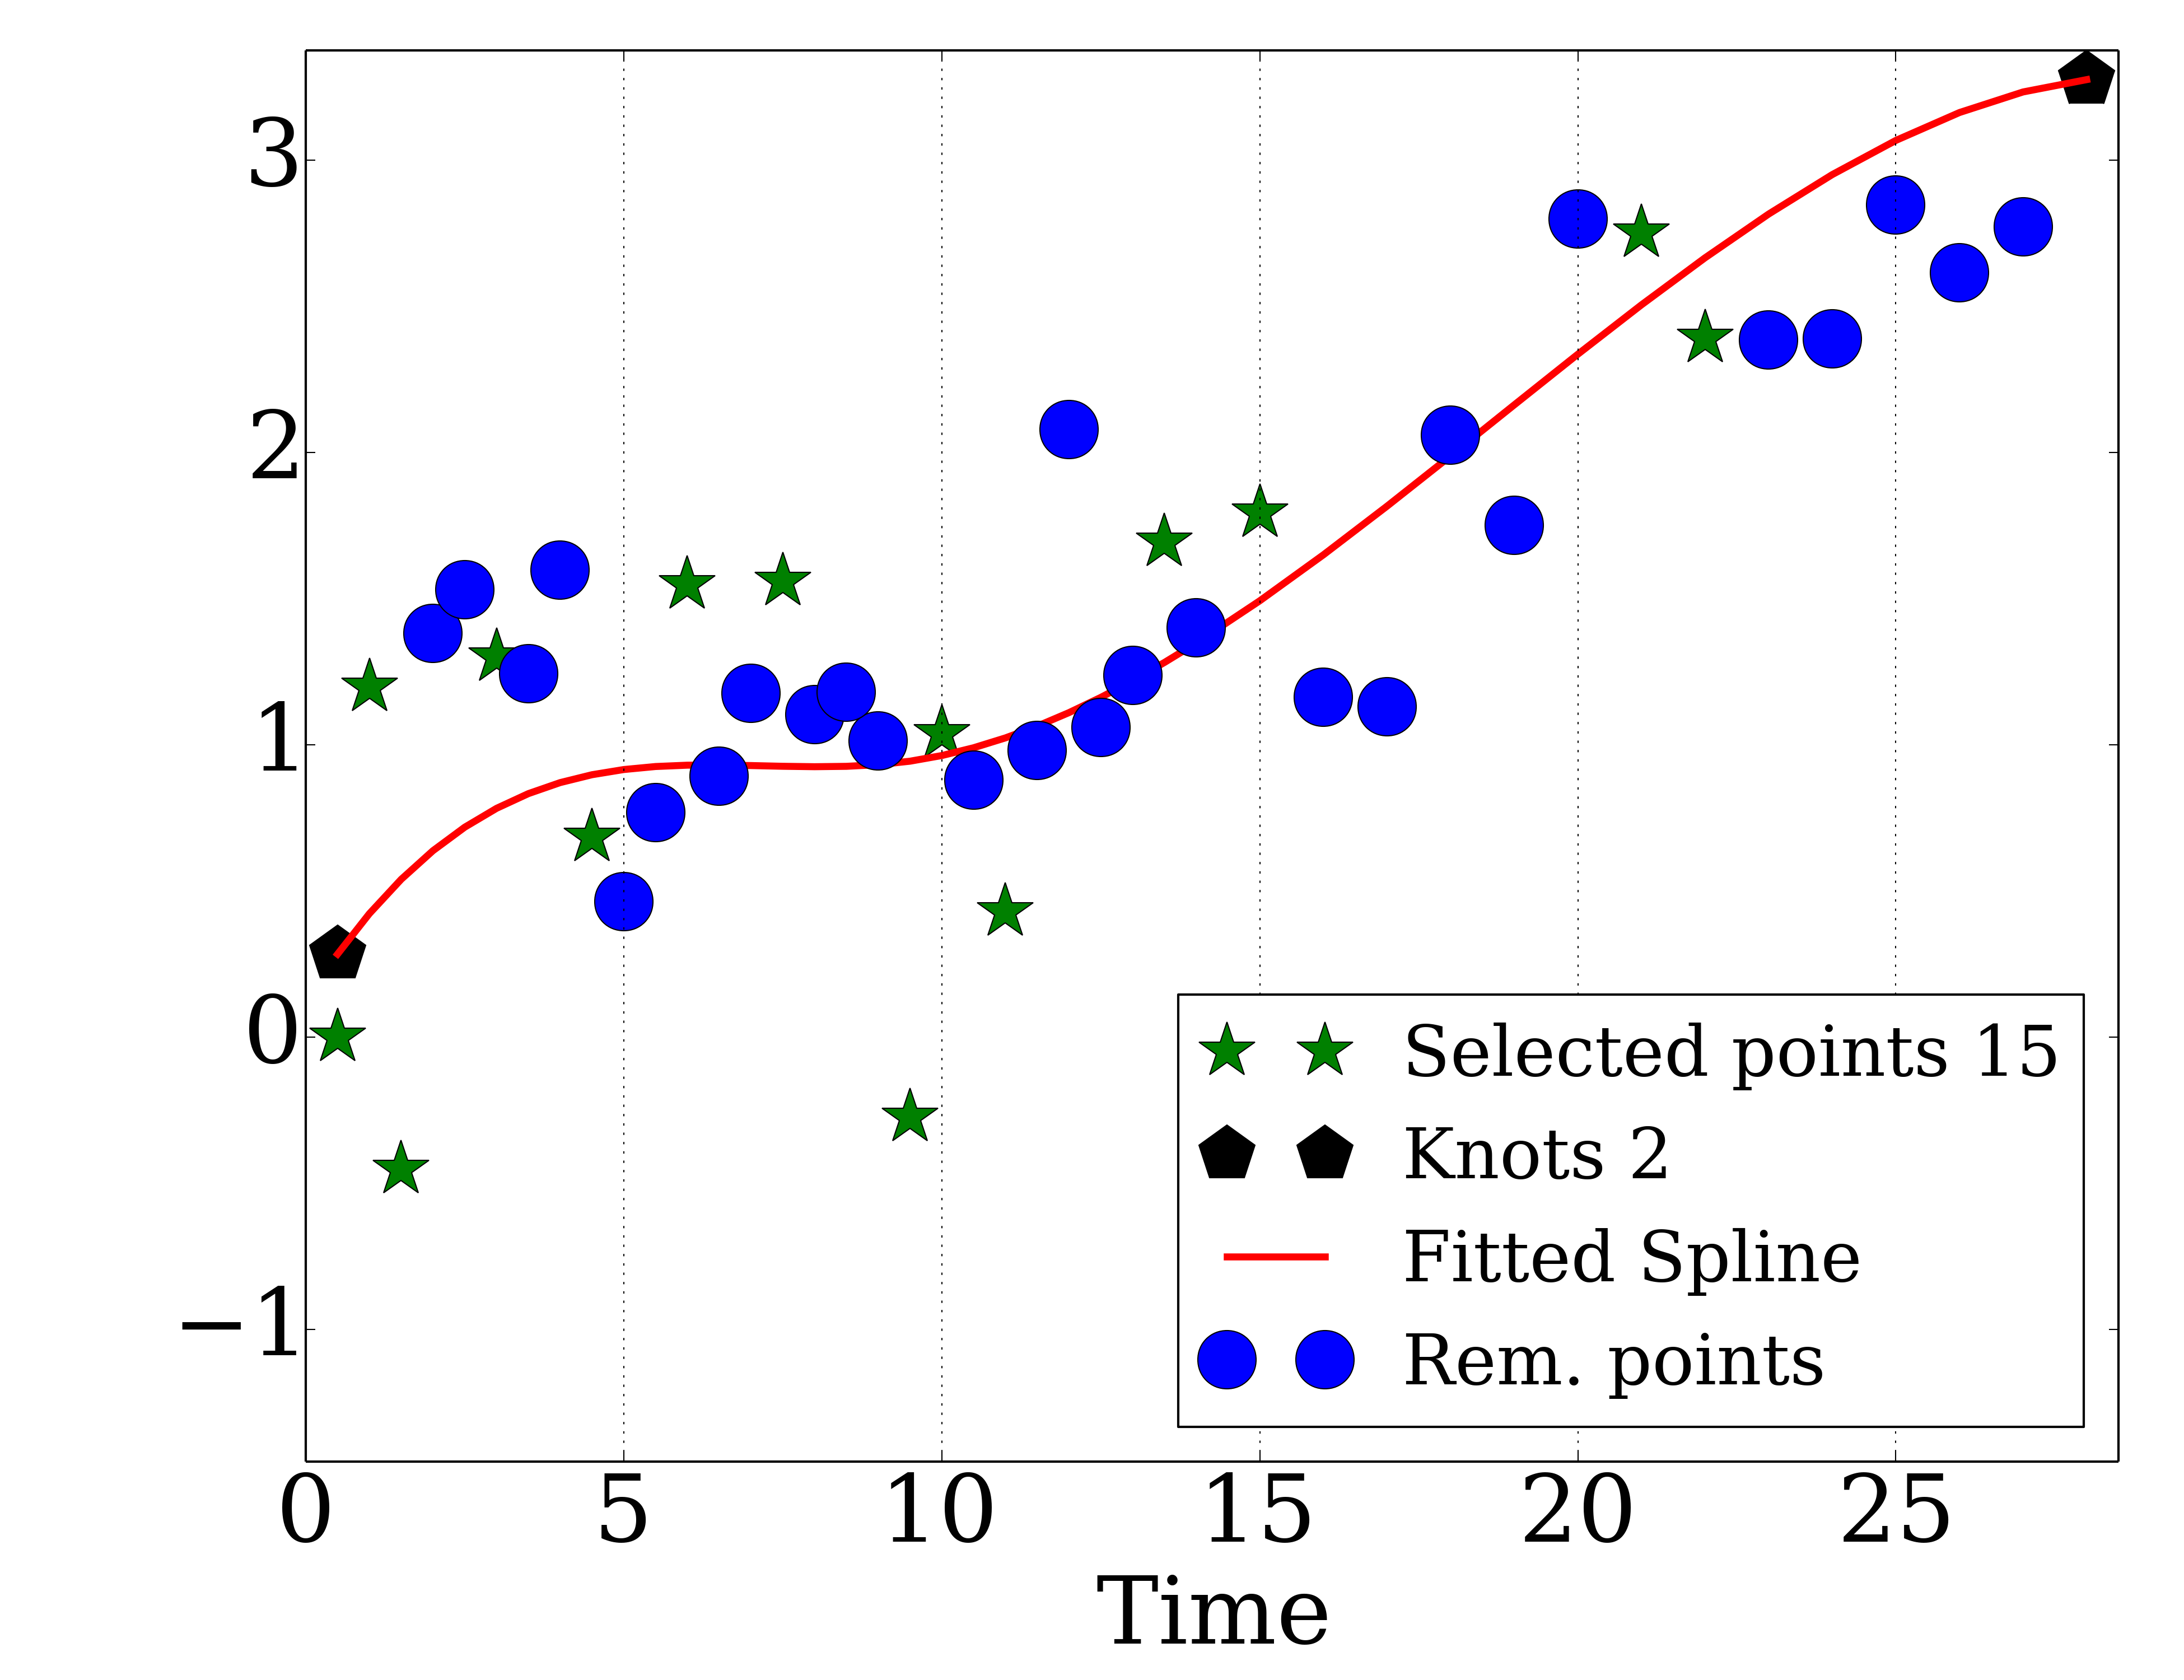 3
2
1
0
−1
Selected points 15
Knots 2
Fitted Spline
Rem. points
0 5 10 15 20 25
Time